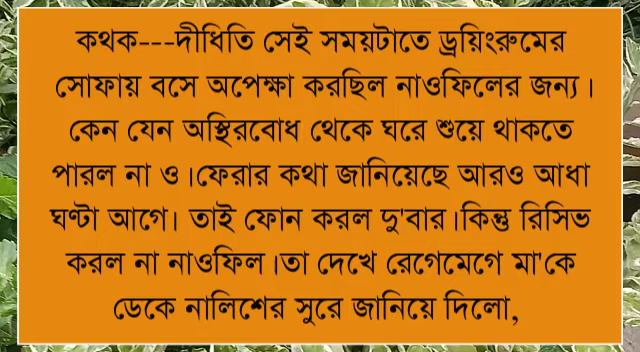 কথক---দীধিতি সেই সময়টাতে ড্রয়িংরুমের
সোফায় বসে অপেক্ষা করছিল নাওফিলের জন্য।
কেন যেন অস্থিরবোধ থেকে ঘরে শুয়ে থাকতে
পারল না ও।ফেরার কথা জানিয়েছে আরও আধা
ঘণ্টা আগে। তাই ফোন করল দু'বার।কিন্তু রিসিভ
করল না নাওফিল।তা দেখে রেগেমেগে মা'কে
ডেকে নালিশের সুরে জানিয়ে দিলো,